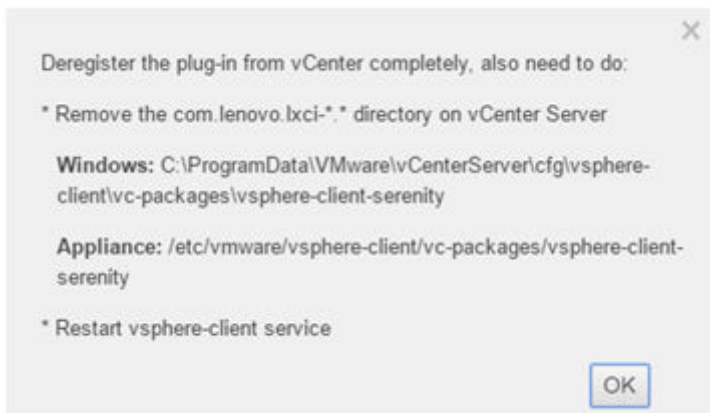 ×
Deregister the plug-in from vCenter completely, also need to do:
* Remove the com.lenovo.lxci-*.* directory on vCenter Server
Windows: C:\ProgramData\VMware\vCenterServer\cfg\vsphere-
client\vc-packages\vsphere-client-serenity
Appliance: /etc/vmware/vsphere-client/vc-packages/vsphere-client-
serenity
* Restart vsphere-client service
OK